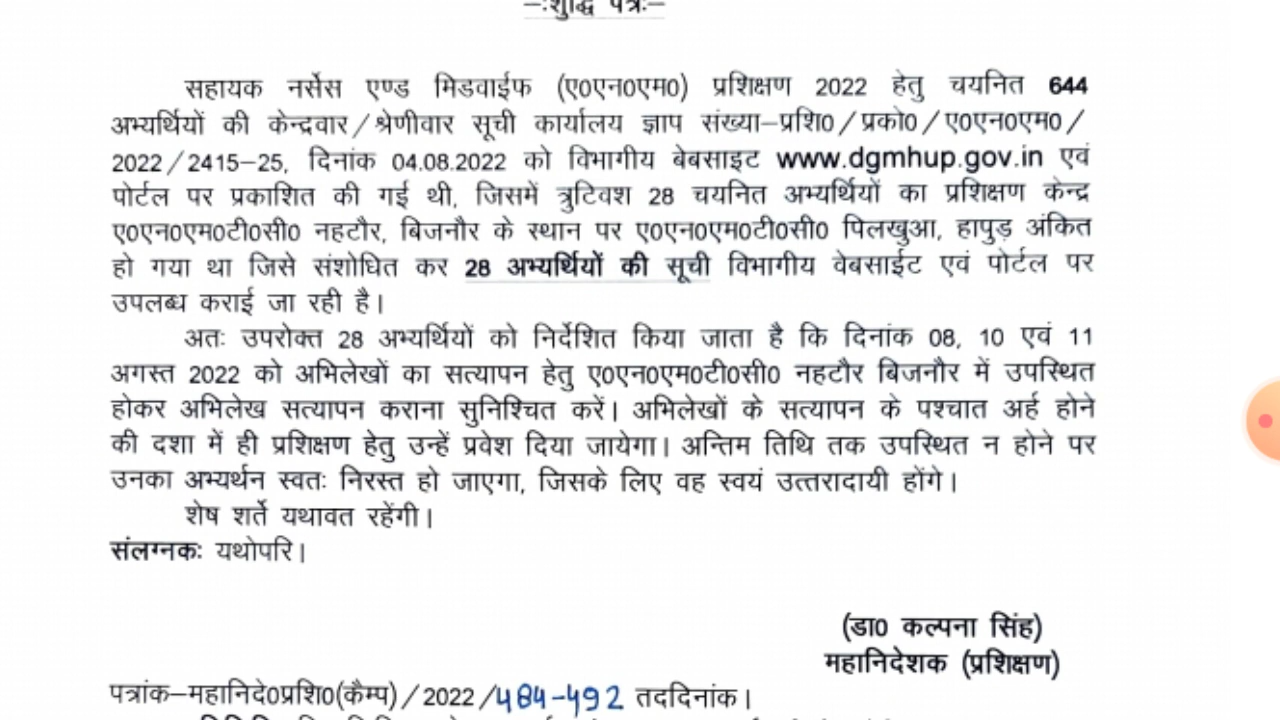 –ःशुद्धि पत्रः–
सहायक नर्सेस एण्ड मिडवाईफ (ए0एन0एम0) प्रशिक्षण 2022 हेतु चयनित 644
अभ्यर्थियों की केन्द्रवार/श्रेणीवार सूची कार्यालय ज्ञाप संख्या–प्रशि0/प्रको0/ए0एन0एम0/
2022/2415–25, दिनांक 04.08.2022 को विभागीय बेबसाइट www.dgmhup.gov.in एवं
पोर्टल पर प्रकाशित की गई थी, जिसमें त्रुटिवश 28 चयनित अभ्यर्थियों का प्रशिक्षण केन्द्र
ए0एन0एम0टी0सी0 नहटौर, बिजनौर के स्थान पर ए0एन0एम0टी0सी0 पिलखुआ, हापुड़ अंकित
हो गया था जिसे संशोधित कर 28 अभ्यर्थियों की सूची विभागीय वेबसाईट एवं पोर्टल पर
उपलब्ध कराई जा रही है।
अतः उपरोक्त 28 अभ्यर्थियों को निर्देशित किया जाता है कि दिनांक 08, 10 एवं 11
अगस्त 2022 को अभिलेखों का सत्यापन हेतु ए0एन0एम0टी0सी0 नहटौर बिजनौर में उपस्थित
होकर अभिलेख सत्यापन कराना सुनिश्चित करें। अभिलेखों के सत्यापन के पश्चात अर्ह होने
की दशा में ही प्रशिक्षण हेतु उन्हें प्रवेश दिया जायेगा। अन्तिम तिथि तक उपस्थित न होने पर
उनका अभ्यर्थन स्वतः निरस्त हो जाएगा, जिसके लिए वह स्वयं उत्तरादायी होंगे।
शेष शर्ते यथावत रहेंगी।
संलग्नकः यथोपरि।
(डा0 कल्पना सिंह)
महानिदेशक (प्रशिक्षण)
पत्रांक–महानिदे0प्रशि0(कैम्प)/2022/484-492 तददिनांक।